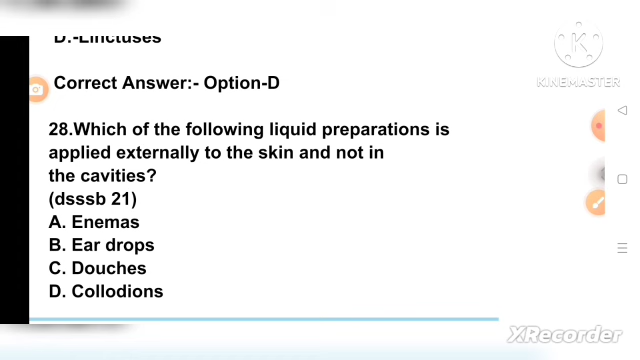 D.-Linctuses
Correct Answer:- Option-D
KINEMASTER
28.Which of the following liquid preparations is
applied externally to the skin and not in
the cavities?
(dsssb 21)
A. Enemas
B. Ear drops
C. Douches
D. Collodions
XRecorder